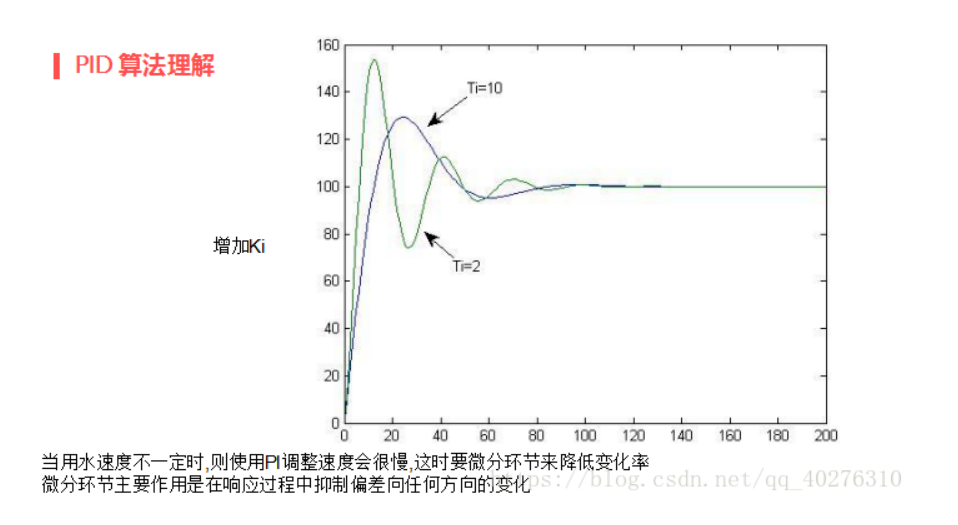 PID 算法理解
160
140
120
100
80
60
40
20
0
Ti=10
Ti=2
增加Ki
0 20 40 60 80 100 120 140 160 180 200
当用水速度不一定时,则使用PI调整速度会很慢,这时要微分环节来降低变化率
微分环节主要作用是在响应过程中抑制偏差向任何方向的变化
https://blog.csdn.net/qq_40276310